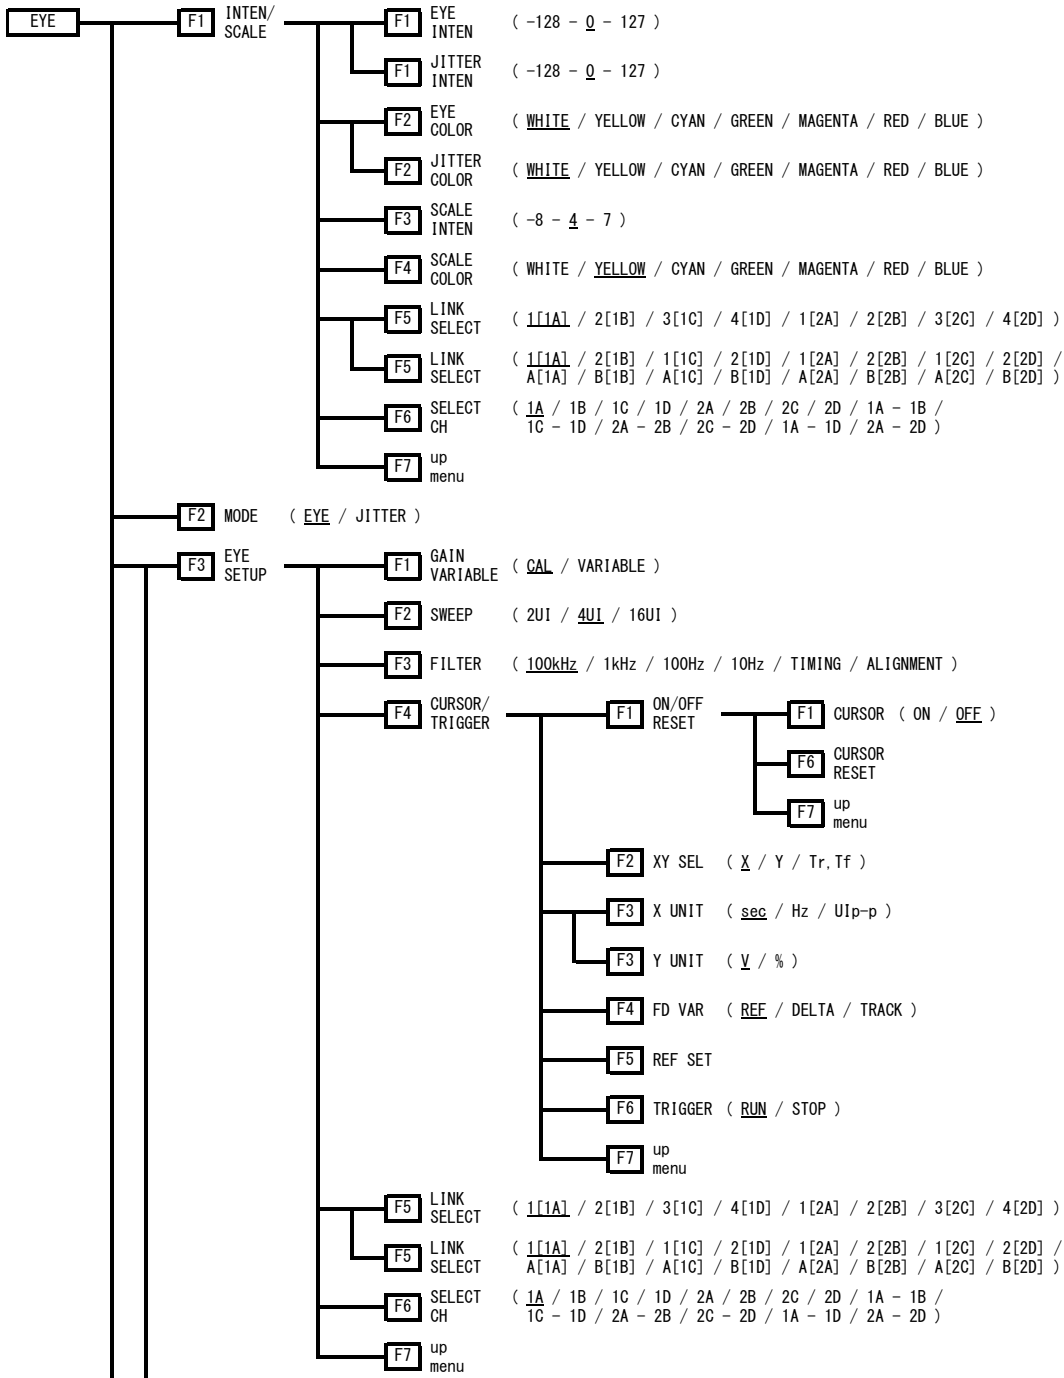 EYE
F1 INTEN/
SCALE
F1 EYE
INTEN ( -128 - 0 - 127 )
F1 JITTER
INTEN ( -128 - 0 - 127 )
F2 EYE
COLOR ( WHITE / YELLOW / CYAN / GREEN / MAGENTA / RED / BLUE )
F2 JITTER
COLOR ( WHITE / YELLOW / CYAN / GREEN / MAGENTA / RED / BLUE )
F3 SCALE
INTEN ( -8 - 4 - 7 )
F4 SCALE
COLOR ( WHITE / YELLOW / CYAN / GREEN / MAGENTA / RED / BLUE )
F5 LINK
SELECT ( 1[1A] / 2[1B] / 3[1C] / 4[1D] / 1[2A] / 2[2B] / 3[2C] / 4[2D] )
F5 LINK
SELECT ( 1[1A] / 2[1B] / 1[1C] / 2[1D] / 1[2A] / 2[2B] / 1[2C] / 2[2D] /
A[1A] / B[1B] / A[1C] / B[1D] / A[2A] / B[2B] / A[2C] / B[2D] )
F6 SELECT
CH ( 1A / 1B / 1C / 1D / 2A / 2B / 2C / 2D / 1A - 1B /
1C - 1D / 2A - 2B / 2C - 2D / 1A - 1D / 2A - 2D )
F7 up
menu
F2 MODE ( EYE / JITTER )
F3 EYE
SETUP
F1 GAIN
VARIABLE ( CAL / VARIABLE )
F2 SWEEP ( 2UI / 4UI / 16UI )
F3 FILTER ( 100kHz / 1kHz / 100Hz / 10Hz / TIMING / ALIGNMENT )
F4 CURSOR/
TRIGGER
F1 ON/OFF
RESET
F1 CURSOR ( ON / OFF )
F6 CURSOR
RESET
F7 up
menu
F2 XY SEL ( X / Y / Tr,Tf )
F3 X UNIT ( sec / Hz / UIp-p )
F3 Y UNIT ( V / % )
F4 FD VAR ( REF / DELTA / TRACK )
F5 REF SET
F6 TRIGGER ( RUN / STOP )
F7 up
menu
F5 LINK
SELECT ( 1[1A] / 2[1B] / 3[1C] / 4[1D] / 1[2A] / 2[2B] / 3[2C] / 4[2D] )
F5 LINK
SELECT ( 1[1A] / 2[1B] / 1[1C] / 2[1D] / 1[2A] / 2[2B] / 1[2C] / 2[2D] /
A[1A] / B[1B] / A[1C] / B[1D] / A[2A] / B[2B] / A[2C] / B[2D] )
F6 SELECT
CH ( 1A / 1B / 1C / 1D / 2A / 2B / 2C / 2D / 1A - 1B /
1C - 1D / 2A - 2B / 2C - 2D / 1A - 1D / 2A - 2D )
F7 up
menu